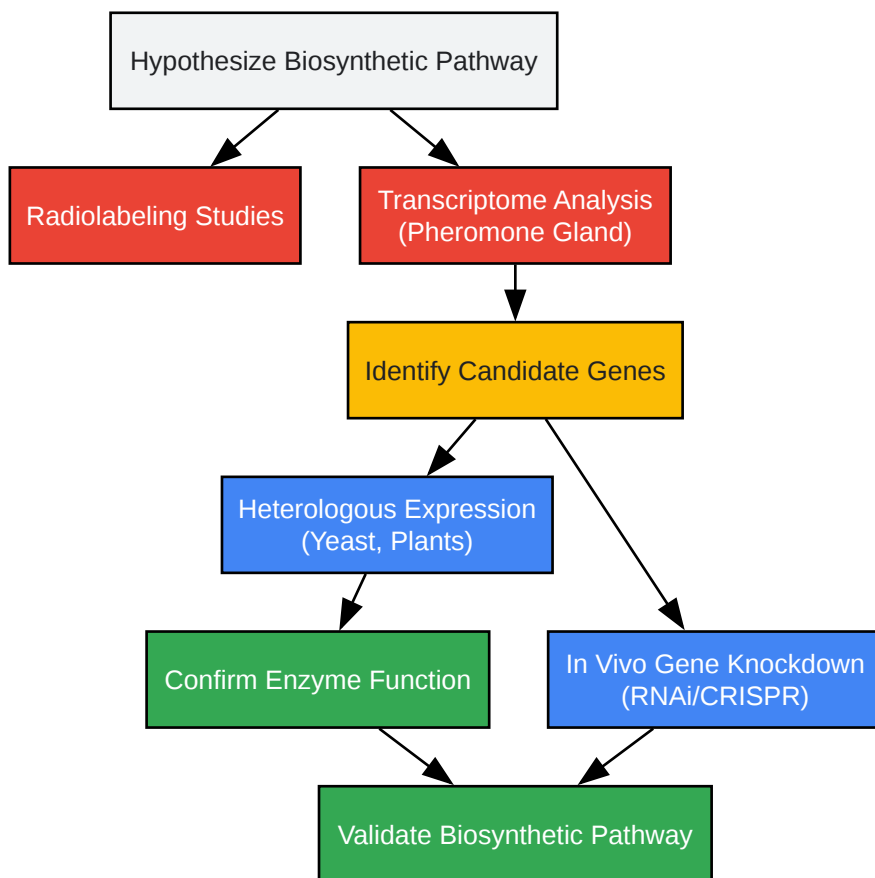 Hypothesize Biosynthetic Pathway
Radiolabeling Studies
Transcriptome Analysis
(Pheromone Gland)
Identify Candidate Genes
Heterologous Expression
(Yeast, Plants)
Confirm Enzyme Function
In Vivo Gene Knockdown
(RNAi/CRISPR)
Validate Biosynthetic Pathway